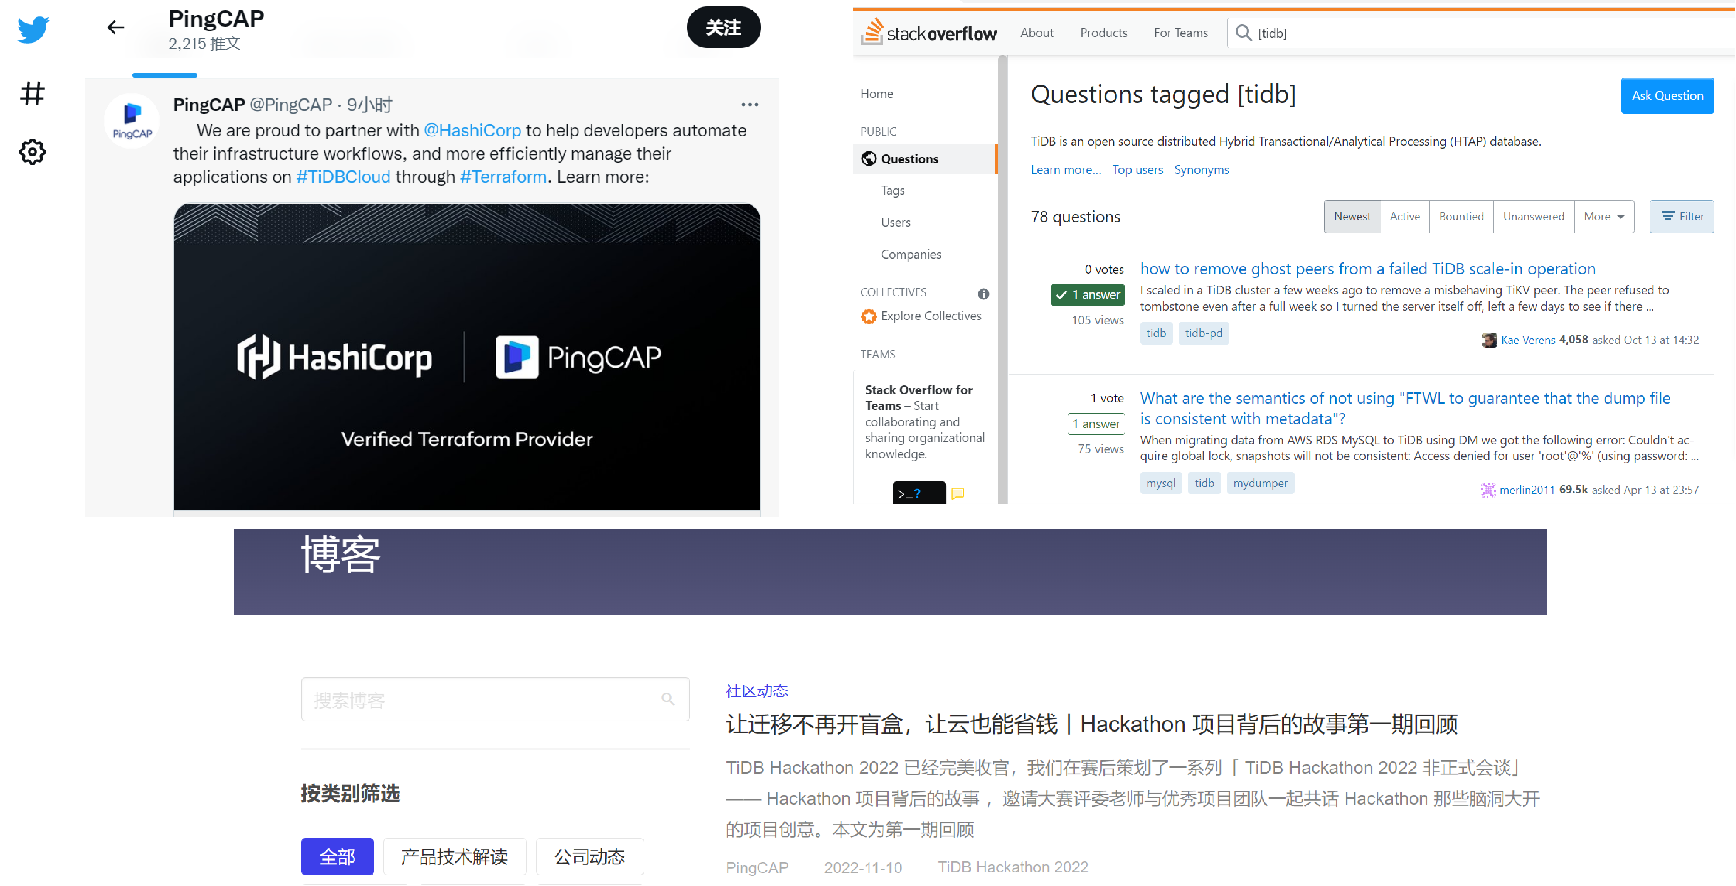 PingCAP
2,215 推文
关注
PingCAP @PingCAP · 9小时
We are proud to partner with @HashiCorp to help developers automate
their infrastructure workflows, and more efficiently manage their
applications on #TiDBCloud through #Terraform. Learn more:
PingCAP
HashiCorp
PingCAP
Verified Terraform Provider
stackoverflow
About
Products
For Teams
[tidb]
Home
PUBLIC
Questions
Tags
Users
Companies
COLLECTIVES
Explore Collectives
TEAMS
Stack Overflow for
Teams – Start
collaborating and
sharing organizational
knowledge.
>_?
Questions tagged [tidb]
Ask Question
TiDB is an open source distributed Hybrid Transactional/Analytical Processing (HTAP) database.
Learn more... Top users Synonyms
78 questions
Newest
Active
Bountied
Unanswered
More
Filter
0 votes
1 answer
105 views
how to remove ghost peers from a failed TiDB scale-in operation
I scaled in a TiDB cluster a few weeks ago to remove a misbehaving TiKV peer. The peer refused to
tombstone even after a full week so I turned the server itself off, left a few days to see if there ...
tidb
tidb-pd
Kae Verens 4,058 asked Oct 13 at 14:32
1 vote
1 answer
75 views
What are the semantics of not using "FTWL to guarantee that the dump file
is consistent with metadata"?
When migrating data from AWS RDS MySQL to TiDB using DM we got the following error: Couldn't ac
quire global lock, snapshots will not be consistent: Access denied for user 'root'@'%' (using password: ...
mysql
tidb
mydumper
merlin2011 69.5k asked Apr 13 at 23:57
博客
搜索博客
按类别筛选
全部
产品技术解读
公司动态
社区动态
让迁移不再开盲盒，让云也能省钱丨Hackathon 项目背后的故事第一期回顾
TiDB Hackathon 2022 已经完美收官，我们在赛后策划了一系列「 TiDB Hackathon 2022 非正式会谈」
—— Hackathon 项目背后的故事 ，邀请大赛评委老师与优秀项目团队一起共话 Hackathon 那些脑洞大开
的项目创意。本文为第一期回顾
PingCAP
2022-11-10
TiDB Hackathon 2022